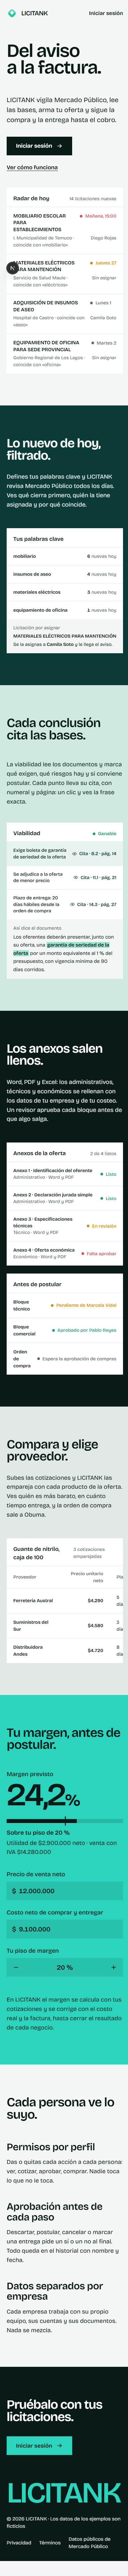 LICITANK
Iniciar sesión
Del aviso
a la factura.
LICITANK vigila Mercado Público, lee
las bases, arma tu oferta y sigue la
compra y la entrega hasta el cobro.
Iniciar sesión →
Ver cómo funciona
Radar de hoy
14 licitaciones nuevas
MOBILIARIO ESCOLAR
PARA
ESTABLECIMIENTOS
Mañana, 15:00
I. Municipalidad de Temuco ·
coincide con «mobiliario»
Diego Rojas
MATERIALES ELÉCTRICOS
PARA MANTENCIÓN
Jueves 27
Servicio de Salud Maule ·
coincide con «eléctricos»
Sin asignar
ADQUISICIÓN DE INSUMOS
DE ASEO
Lunes 1
Hospital de Castro · coincide con
«aseo»
Camila Soto
EQUIPAMIENTO DE OFICINA
PARA SEDE PROVINCIAL
Martes 2
Gobierno Regional de Los Lagos ·
coincide con «oficina»
Sin asignar
Lo nuevo de hoy,
filtrado.
Defines tus palabras clave y LICITANK
revisa Mercado Público todos los días.
Ves qué cierra primero, quién la tiene
asignada y por qué coincide.
Tus palabras clave
mobiliario
6 nuevas hoy
insumos de aseo
4 nuevas hoy
materiales eléctricos
3 nuevas hoy
equipamiento de oficina
1 nuevas hoy
Licitación por asignar
MATERIALES ELÉCTRICOS PARA MANTENCIÓN
Se la asignas a Camila Soto y le llega el aviso.
Cada conclusión
cita las bases.
La viabilidad lee los documentos y marca
qué exigen, qué riesgos hay y si conviene
postular. Cada punto lleva su cita, con
numeral y página: un clic y ves la frase
exacta.
Viabilidad
Ganable
Exige boleta de garantía
de seriedad de la oferta
Cita · 8.2 · pág. 14
Se adjudica a la oferta
de menor precio
Cita · 11.1 · pág. 21
Plazo de entrega: 20
días hábiles desde la
orden de compra
Cita · 14.3 · pág. 27
Así dice el documento
Los oferentes deberán presentar, junto con
su oferta, una garantía de seriedad de la
oferta por un monto equivalente al 1 % del
presupuesto, con vigencia mínima de 90
días corridos.
Los anexos salen
llenos.
Word, PDF y Excel: los administrativos,
técnicos y económicos se rellenan con
los datos de tu empresa y de tu costeo.
Un revisor aprueba cada bloque antes de
que algo salga.
Anexos de la oferta
2 de 4 listos
Anexo 1 · Identificación del oferente
Administrativo · Word y PDF
Listo
Anexo 2 · Declaración jurada simple
Administrativo · Word y PDF
Listo
Anexo 3 · Especificaciones
técnicas
Técnico · Word y PDF
En revisión
Anexo 4 · Oferta económica
Económico · Word y PDF
Falta aprobar
Antes de postular
Bloque
técnico
Pendiente de Marcela Vidal
Bloque
comercial
Aprobado por Pablo Reyes
Orden
de
compra
Espera la aprobación de compras
Compara y elige
proveedor.
Subes las cotizaciones y LICITANK las
empareja con cada producto de la oferta.
Ves quién es más barato, en cuánto
tiempo entrega, y la orden de compra
sale a Obuma.
Guante de nitrilo,
caja de 100
3 cotizaciones
emparejadas
Proveedor
Precio unitario
neto
Pla
Ferretería Austral
$4.290
5
día
Suministros del
Sur
$4.580
3
día
Distribuidora
Andes
$4.720
8
día
Tu margen, antes de
postular.
Margen previsto
24,2%
Sobre tu piso de 20 %.
Utilidad de $2.900.000 neto · venta con
IVA $14.280.000
Precio de venta neto
$ 12.000.000
Costo neto de comprar y entregar
$ 9.100.000
Tu piso de margen
− 20 % +
En LICITANK el margen se calcula con tus
cotizaciones y se corrige con el costo
real y la factura, hasta cerrar el resultado
de cada negocio.
Cada persona ve lo
suyo.
Permisos por perfil
Das o quitas cada acción a cada persona:
ver, cotizar, aprobar, comprar. Nadie toca
lo que no le toca.
Aprobación antes de
cada paso
Descartar, postular, cancelar o marcar
una entrega pide un sí o un no al final.
Todo queda en el historial con nombre y
fecha.
Datos separados por
empresa
Cada empresa trabaja con su propio
equipo, sus cuentas y sus documentos.
Nada se mezcla.
Pruébalo con tus
licitaciones.
Iniciar sesión →
LICITANK
© 2026 LICITANK · Los datos de los ejemplos son
ficticios
Privacidad
Términos
Datos públicos de
Mercado Público